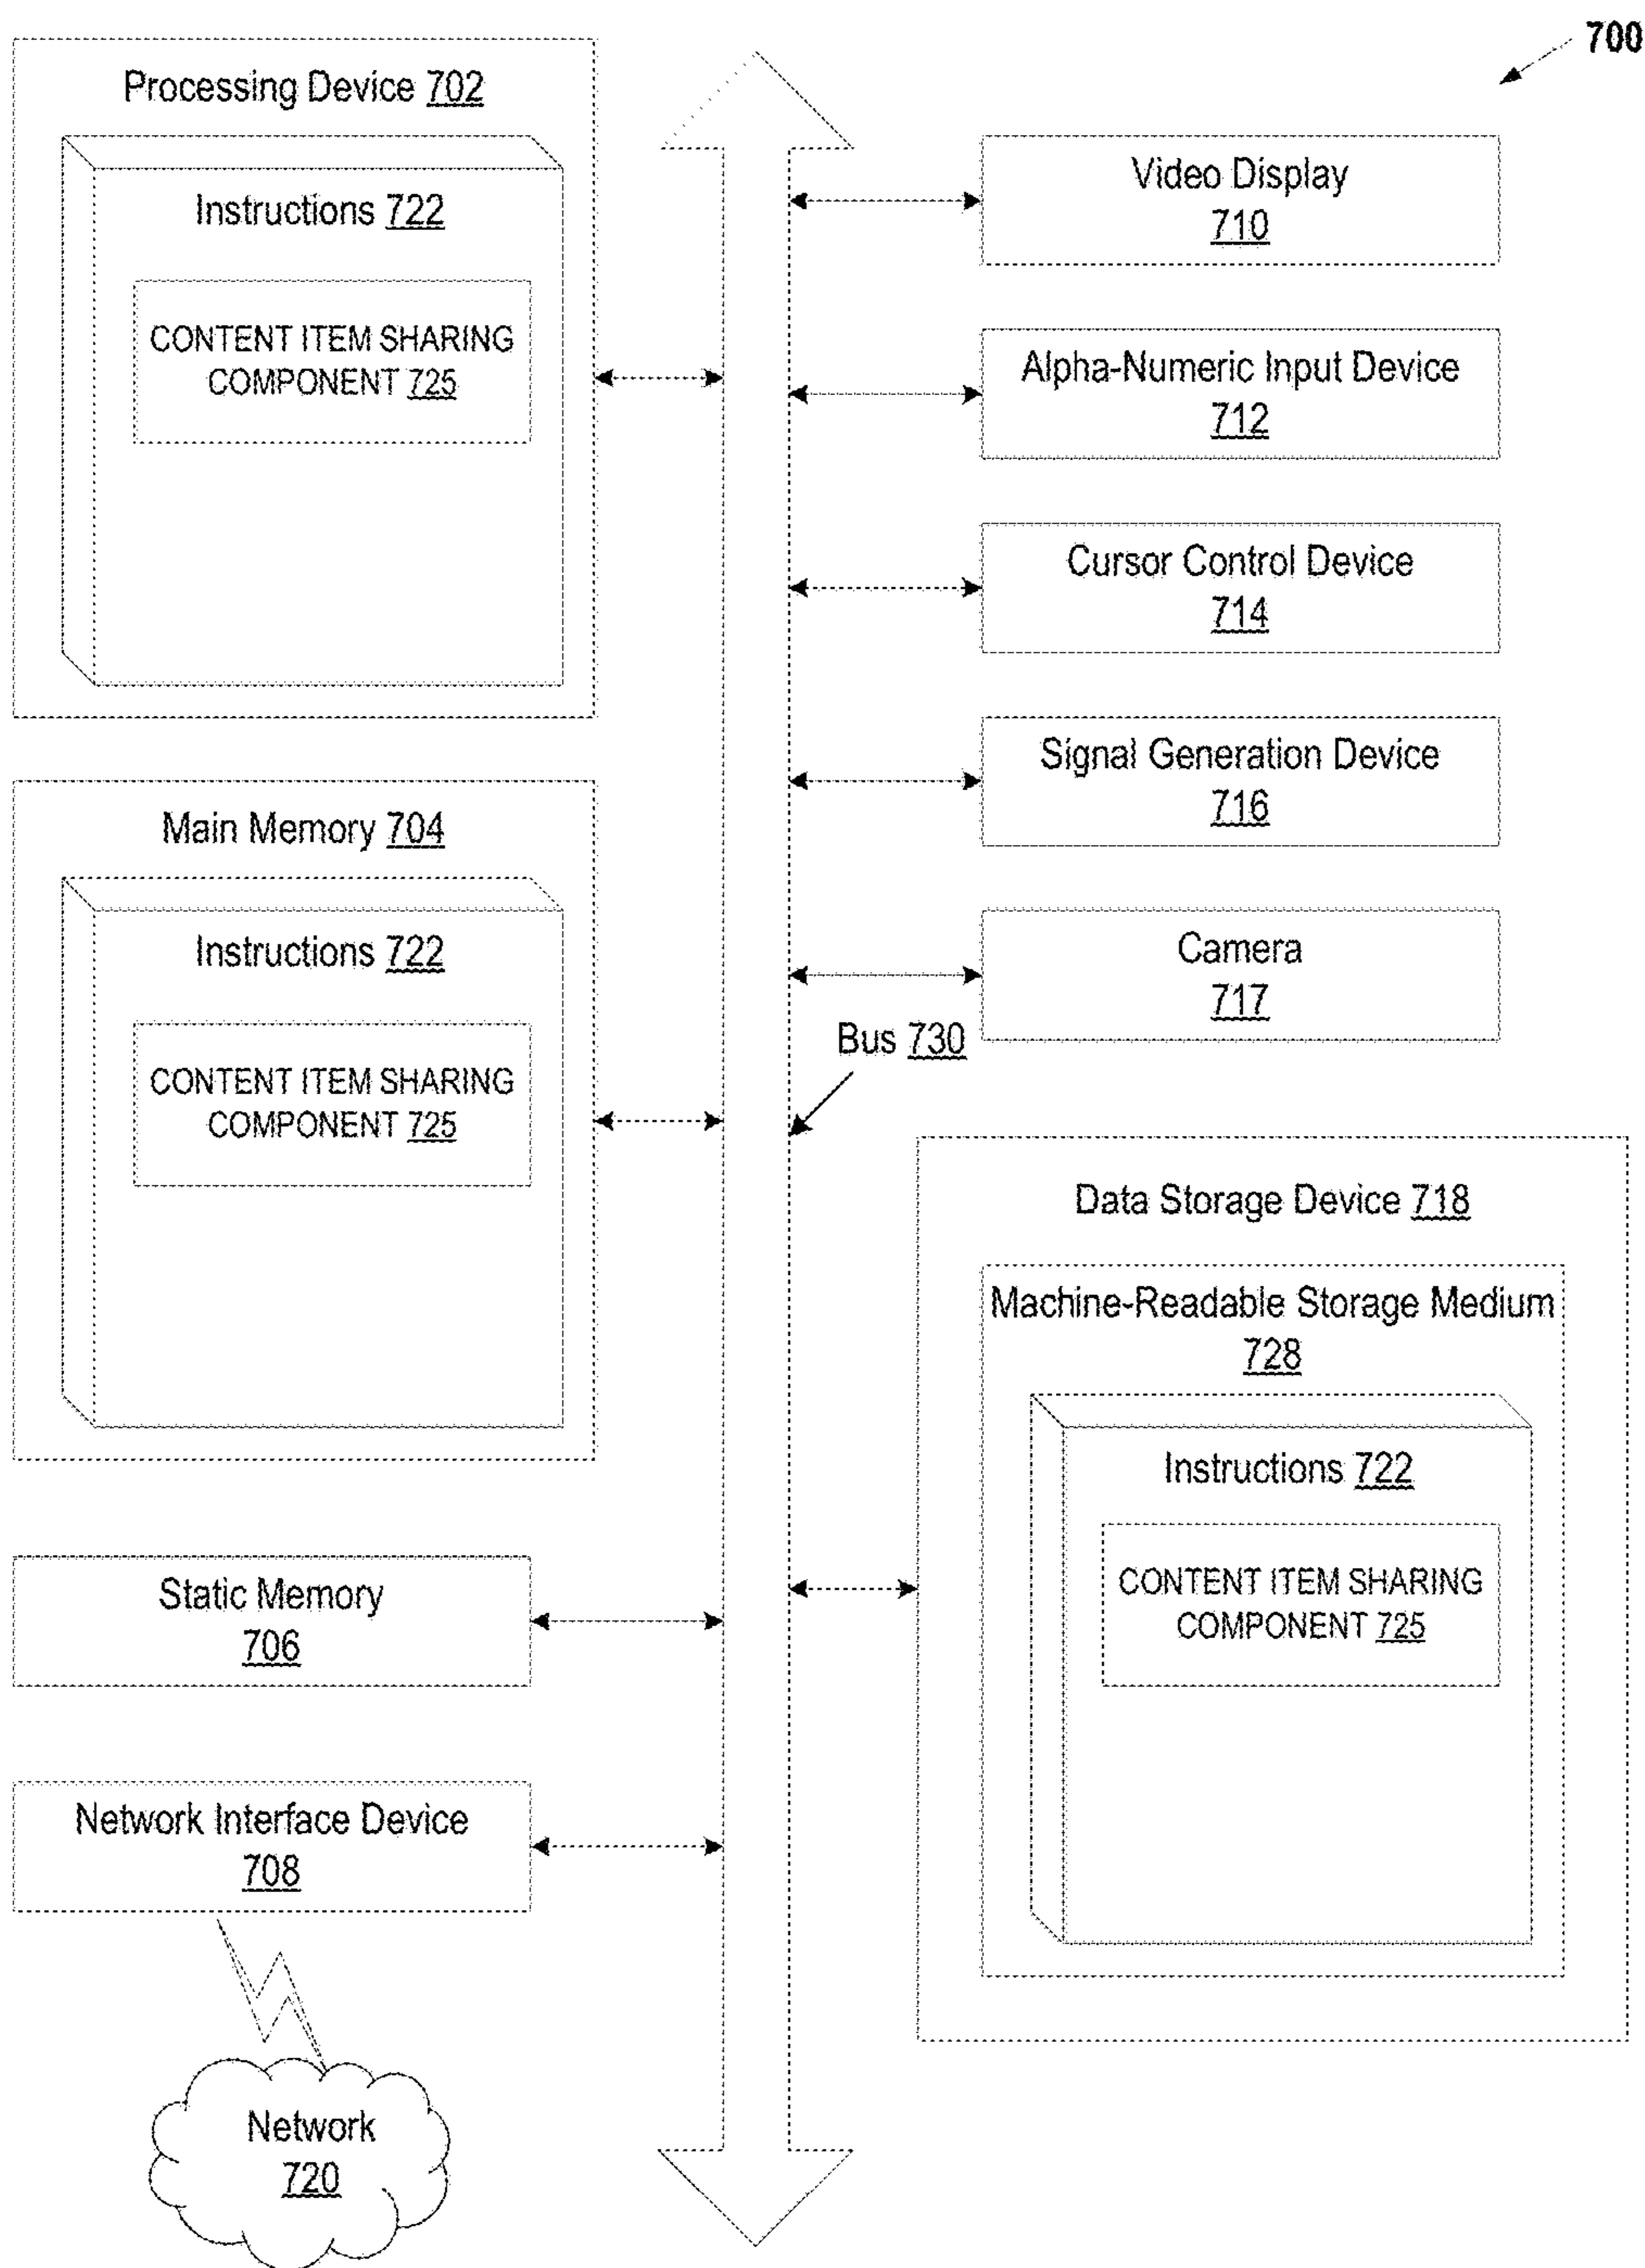 700
Processing Device 702
Instructions 722
CONTENT ITEM SHARING
COMPONENT 725
Main Memory 704
Instructions 722
CONTENT ITEM SHARING
COMPONENT 725
Static Memory
706
Network Interface Device
708
Network
720
Video Display
710
Alpha-Numeric Input Device
712
Cursor Control Device
714
Signal Generation Device
716
Camera
717
Bus 730
Data Storage Device 718
Machine-Readable Storage Medium
728
Instructions 722
CONTENT ITEM SHARING
COMPONENT 725